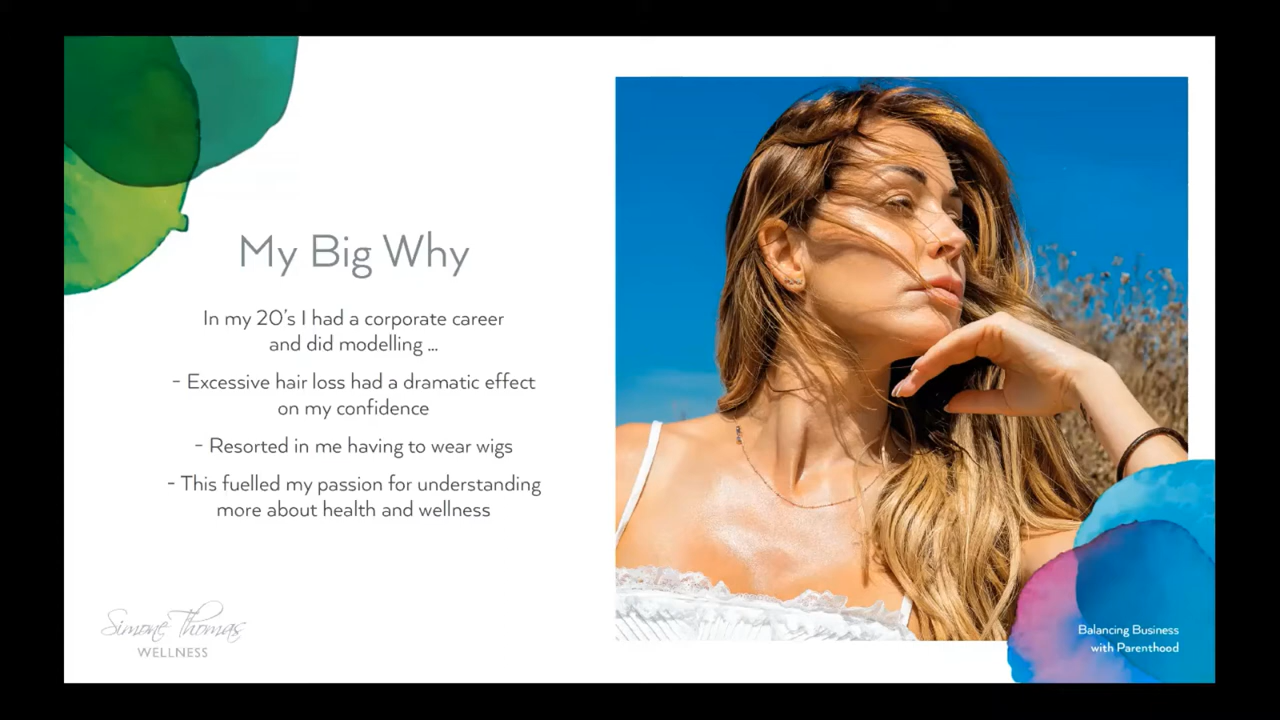 My Big Why
In my 20's I had a corporate career
and did modelling ...
- Excessive hair loss had a dramatic effect
on my confidence
- Resorted in me having to wear wigs
- This fuelled my passion for understanding
more about health and wellness
Simone Thomas
WELLNESS
Balancing Business
with Parenthood